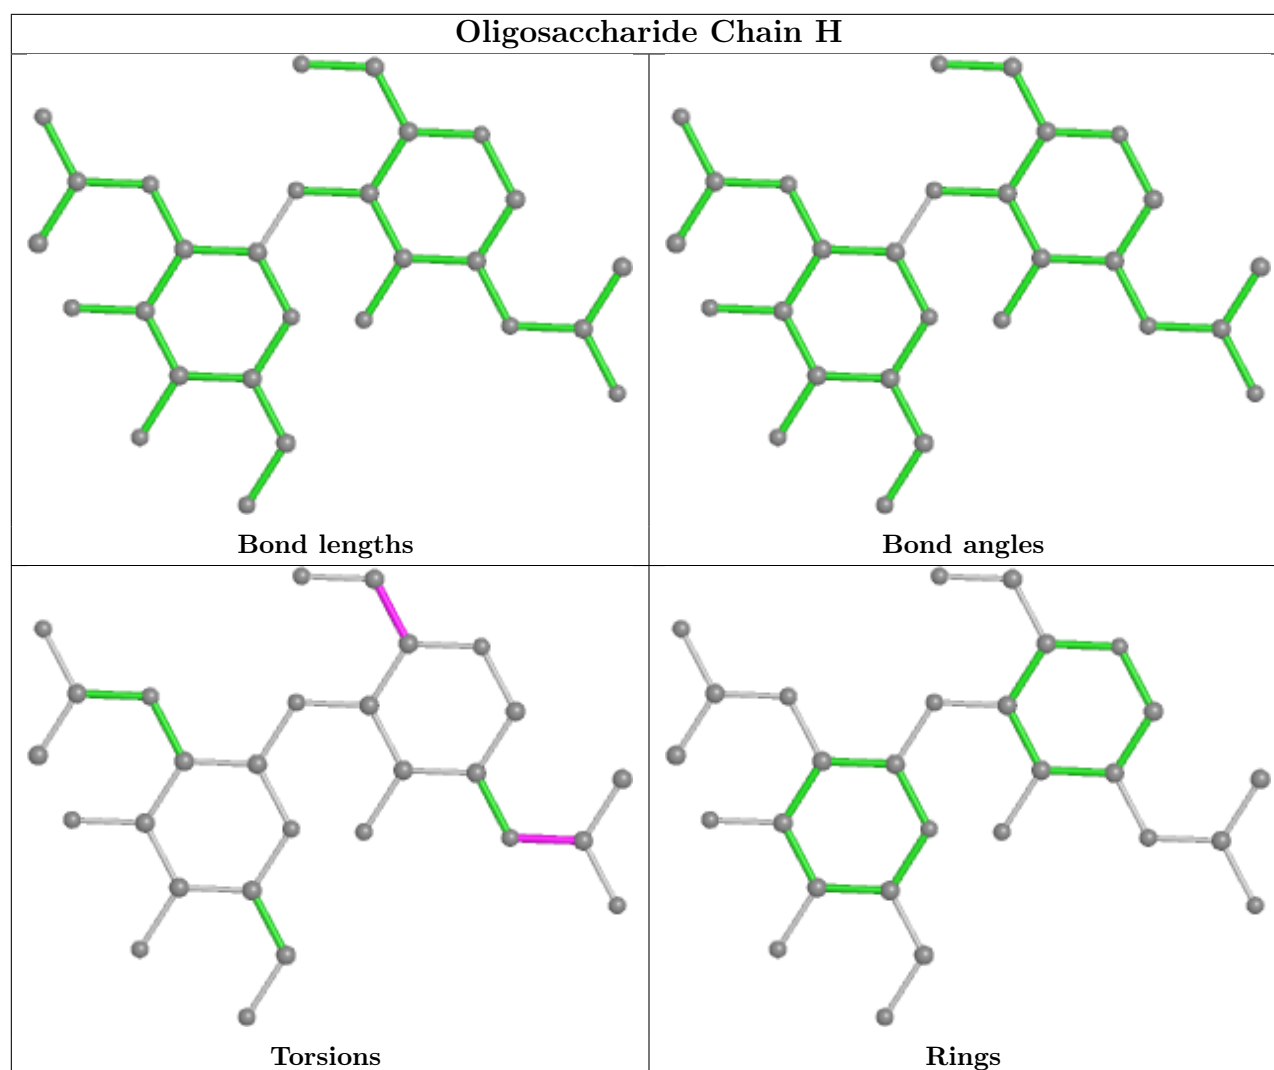 Oligosaccharide Chain H
Bond lengths
Bond angles
Torsions
Rings